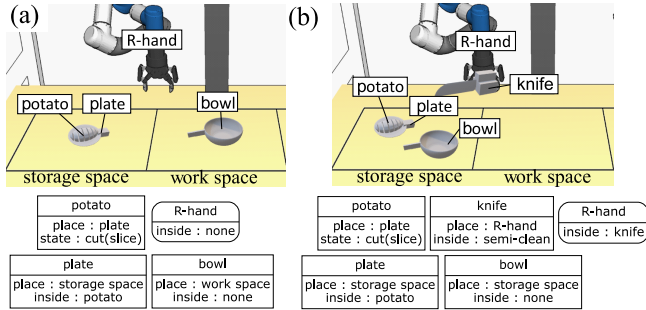 (a)
R-hand
potato
plate
bowl
storage space
work space
potato
place : plate
state : cut(slice)
R-hand
inside : none
plate
place : storage space
inside : potato
bowl
place : work space
inside : none
(b)
R-hand
knife
potato
plate
bowl
storage space
work space
potato
place : plate
state : cut(slice)
knife
place : R-hand
inside : semi-clean
R-hand
inside : knife
plate
place : storage space
inside : potato
bowl
place : storage space
inside : none